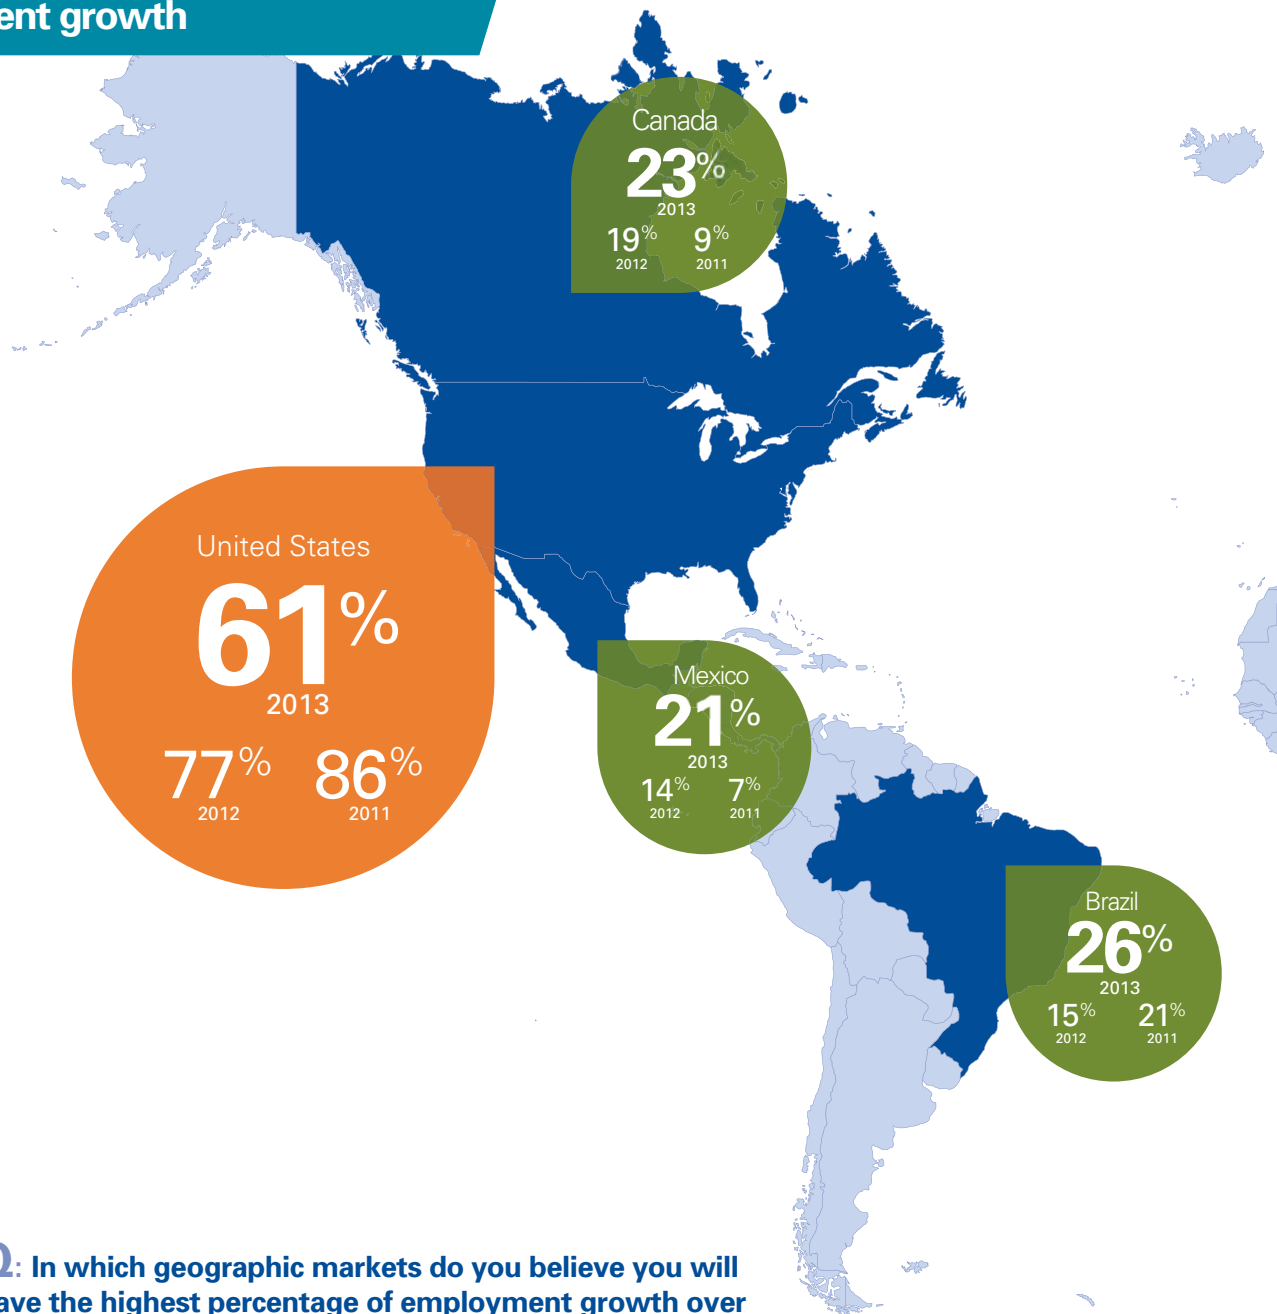 ent growth
Canada
23%
2013
19% 9%
2012 2011
United States
61%
2013
77% 86%
2012 2011
Mexico
21%
2013
14% 7%
2012 2011
Brazil
26%
2013
15% 21%
2012 2011
Q: In which geographic markets do you believe you will
ave the highest percentage of employment growth over